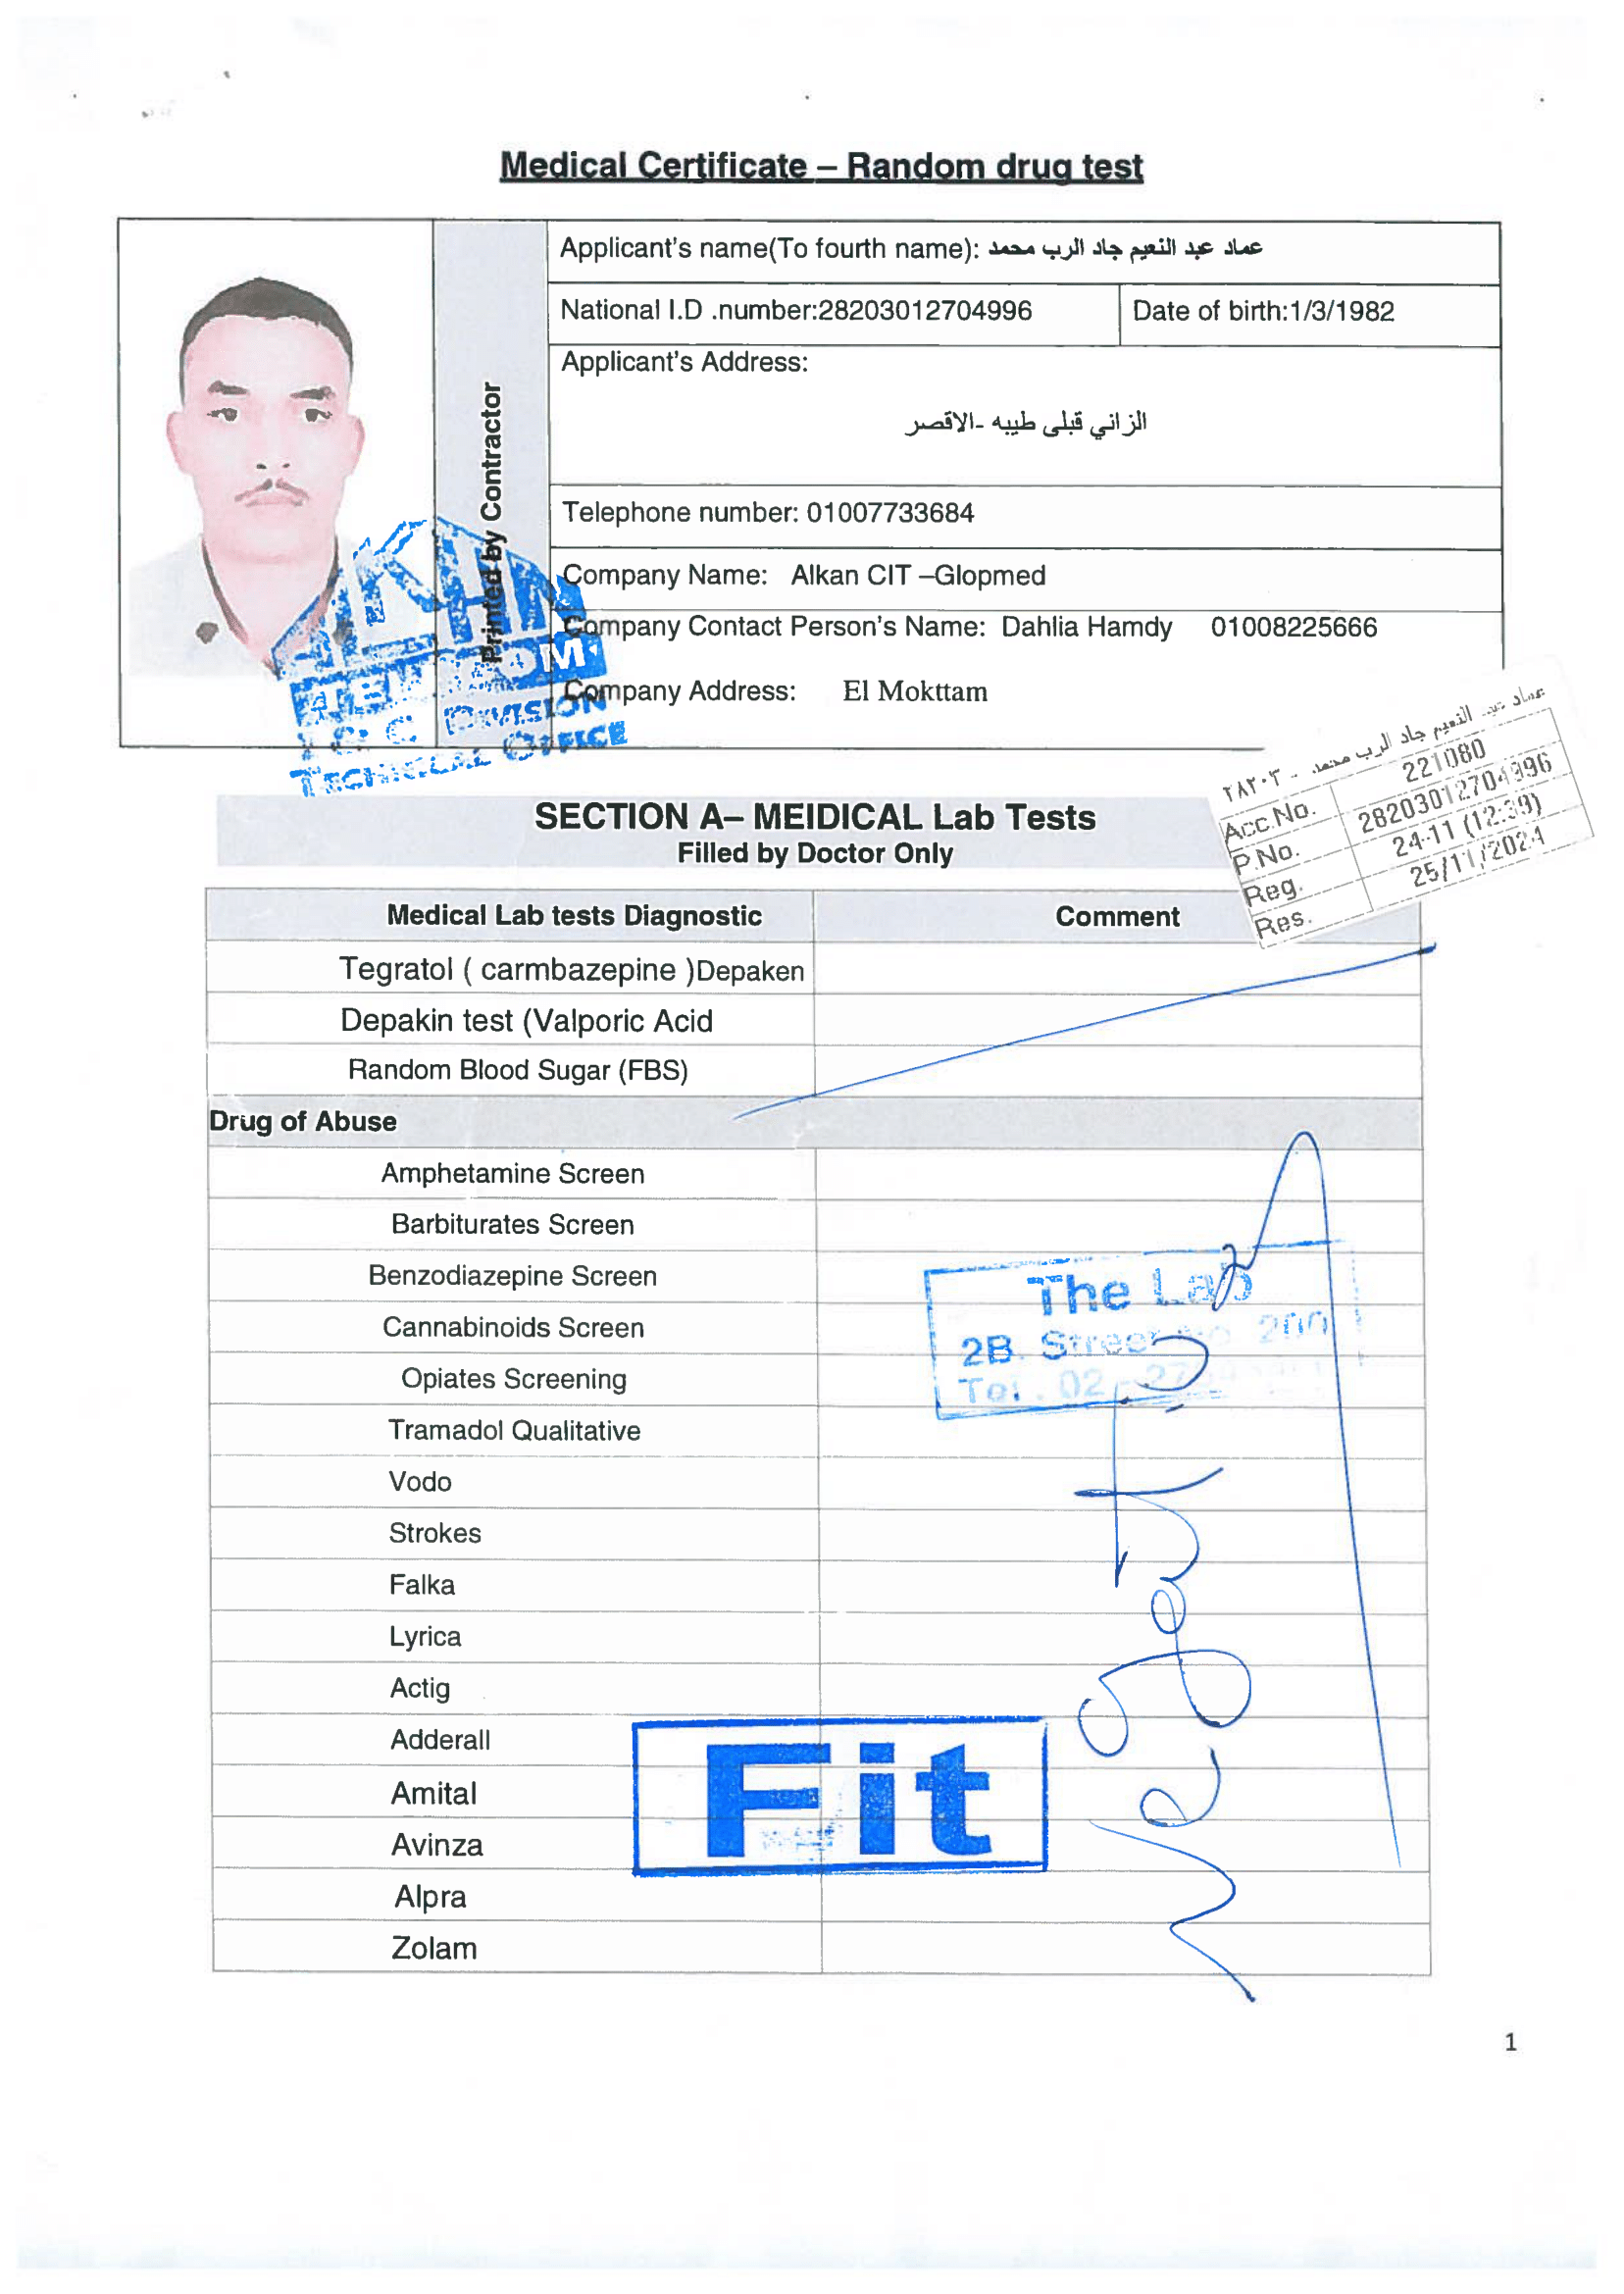 Medical Certificate – Random drug test
Applicant's name(To fourth name): عماد عبد النعيم جاد الرب محمد
National I.D .number:28203012704996
Date of birth:1/3/1982
Applicant's Address:
الزاني قبلى طيبه -الاقصر
Telephone number: 01007733684
Company Name: Alkan CIT –Glopmed
Company Contact Person's Name: Dahlia Hamdy 01008225666
Company Address: El Mokttam
Printed by Contractor
DIVISION
TECHNICAL OFFICE
عماد عبد النعيم جاد الرب محمد - ٢٨٢٠٣
Acc.No. 221080
P.No. 28203012704996
Reg. 24-11 (12:39)
Res. 25/11/2024
SECTION A– MEIDICAL Lab Tests
Filled by Doctor Only
Medical Lab tests Diagnostic
Comment
Tegratol ( carmbazepine )Depaken
Depakin test (Valporic Acid
Random Blood Sugar (FBS)
Drug of Abuse
Amphetamine Screen
Barbiturates Screen
Benzodiazepine Screen
Cannabinoids Screen
Opiates Screening
Tramadol Qualitative
Vodo
Strokes
Falka
Lyrica
Actig
Adderall
Amital
Avinza
Alpra
Zolam
The Lab
2B. Street No 200
Tel . 02
Negative
Fit
1